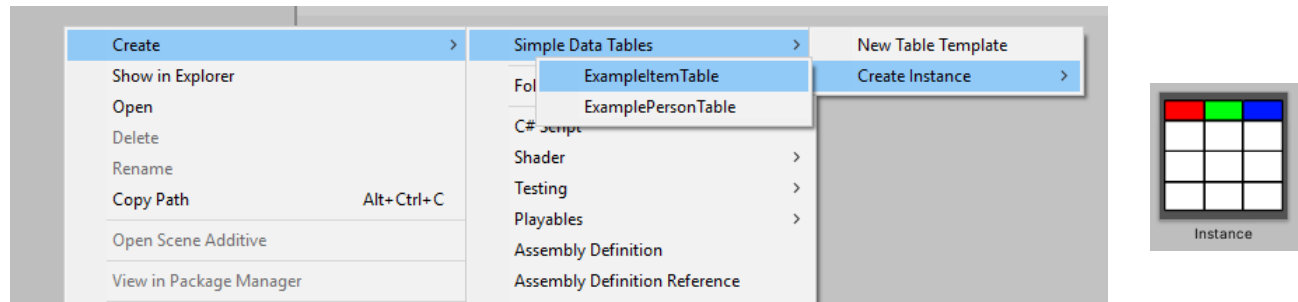 Create
Show in Explorer
Open
Delete
Rename
Copy Path Alt+Ctrl+C
Open Scene Additive
View in Package Manager
Simple Data Tables
C# Script
Shader
Testing
Playables
Assembly Definition
Assembly Definition Reference
ExampleItemTable
ExamplePersonTable
New Table Template
Create Instance
Instance